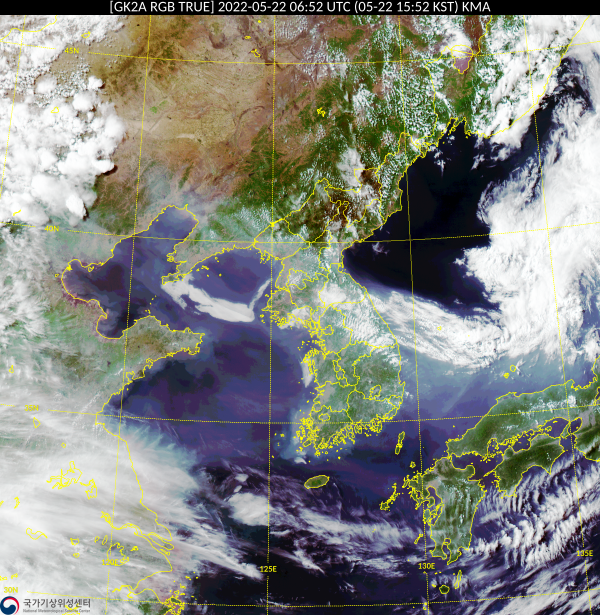 [GK2A RGB TRUE] 2022-05-22 06:52 UTC (05-22 15:52 KST) KMA
45N
40N
120E
125E
130E
135E
국가기상위성센터
National Meteorological Satellite Center